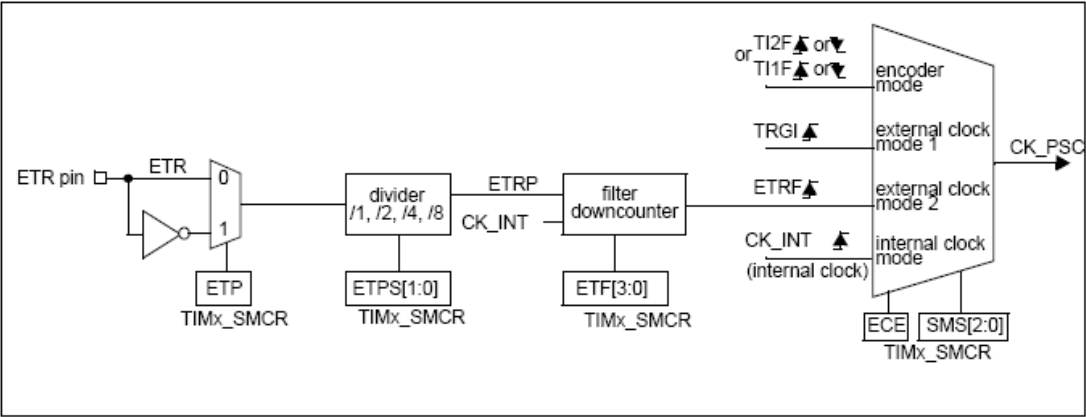 ETR pin
ETR
0
1
ETP
TIMx_SMCR
divider
/1, /2, /4, /8
ETPS[1:0]
TIMx_SMCR
ETRP
CK_INT
filter
downcounter
ETF[3:0]
TIMx_SMCR
or TI2F or
TI1F or
encoder
mode
TRGI
external clock
mode 1
ETRF
external clock
mode 2
CK_INT
(internal clock)
internal clock
mode
CK_PSC
ECE
SMS[2:0]
TIMx_SMCR